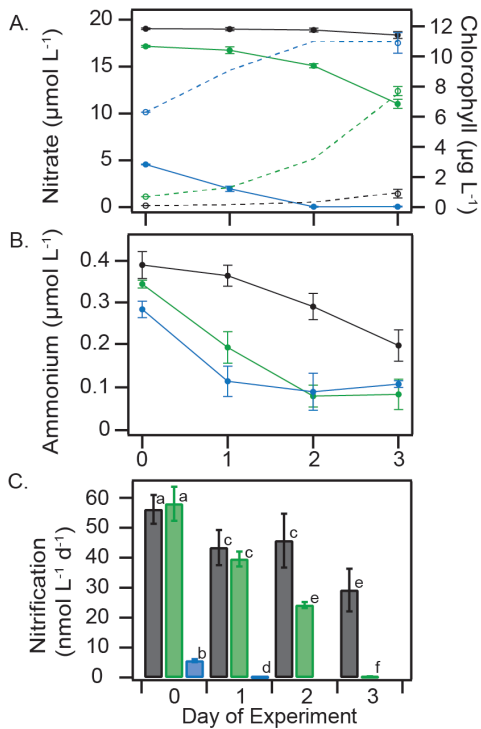 A.
20
15
10
5
0
Nitrate (µmol L-1)
12
10
8
6
4
2
0
Chlorophyll (µg L-1)
B.
0.4
0.3
0.2
0.1
0
Ammonium (µmol L-1)
0 1 2 3
C.
60
50
40
30
20
10
0
Nitrification
(nmol L-1 d-1)
a a b c c d c e e f
0 1 2 3
Day of Experiment